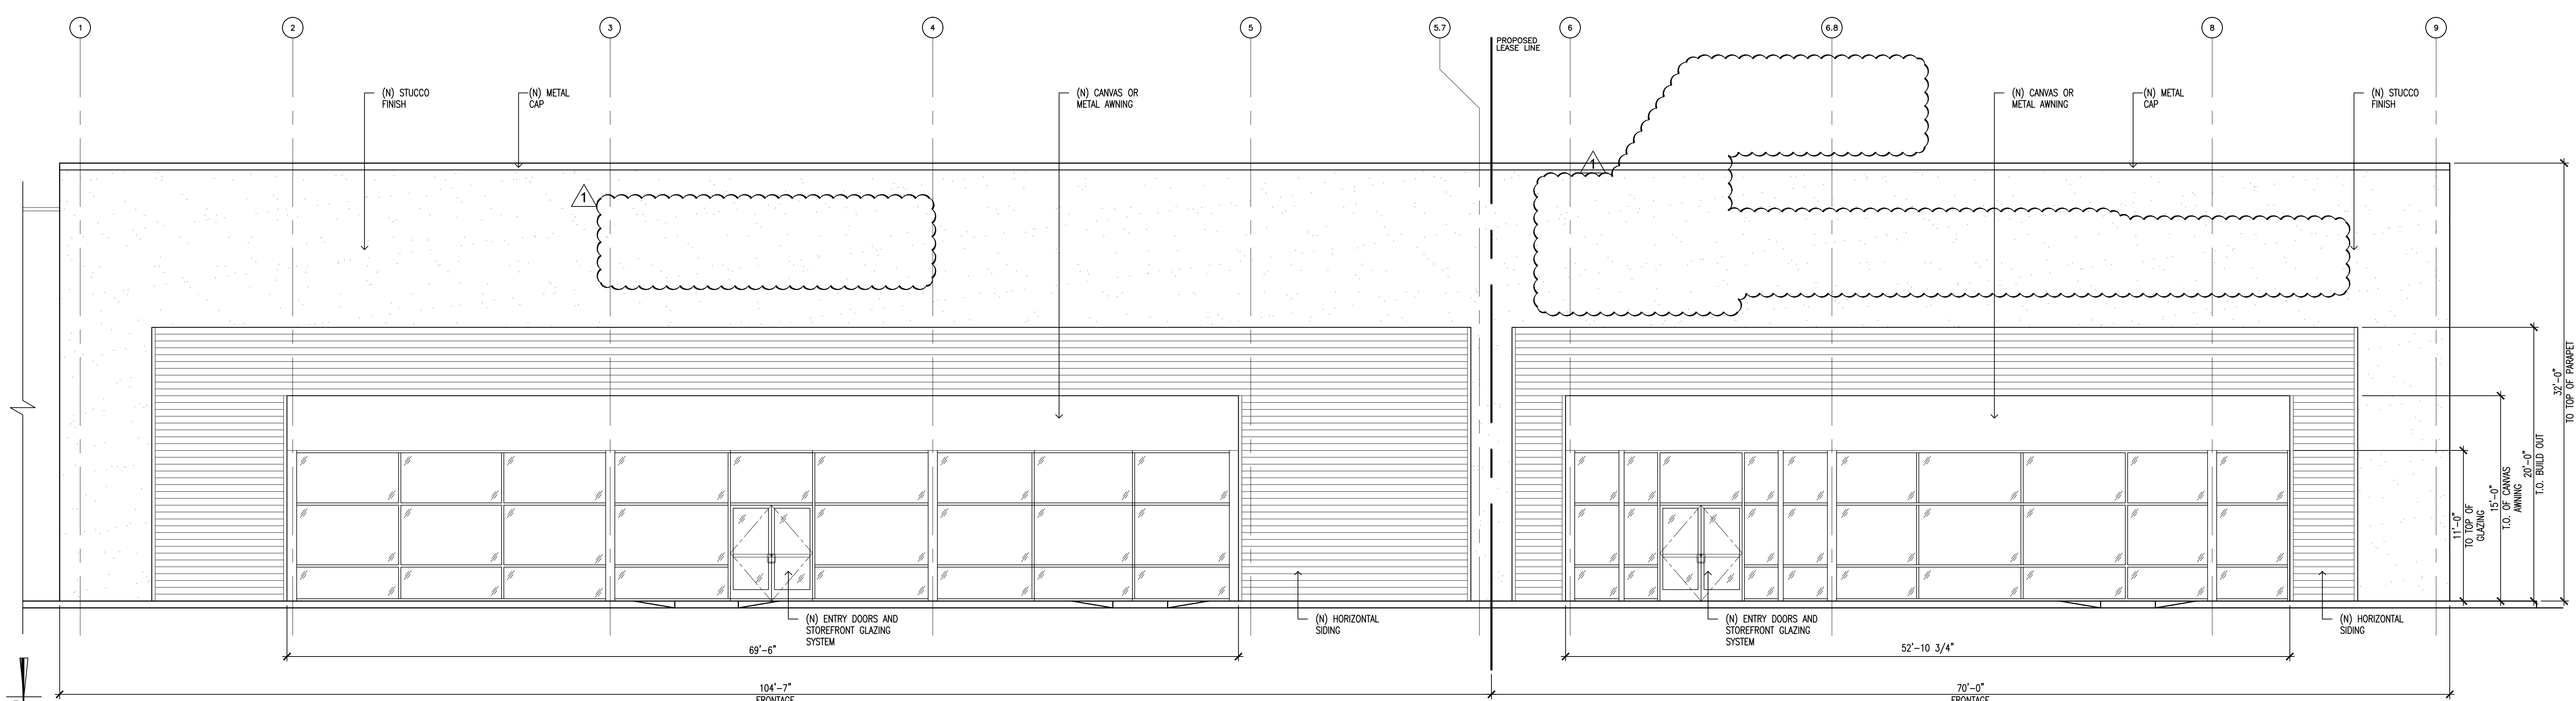 1
2
3
4
5
5.7
6
6.8
8
9
PROPOSED
LEASE LINE
(N) STUCCO
FINISH
(N) METAL
CAP
(N) CANVAS OR
METAL AWNING
(N) CANVAS OR
METAL AWNING
(N) METAL
CAP
(N) STUCCO
FINISH
1
1
32'-0"
TO TOP OF PARAPET
20'-0"
T.O. BUILD OUT
15'-0"
T.O. OF CANVAS
AWNING
11'-0"
TO TOP OF
GLAZING
(N) ENTRY DOORS AND
STOREFRONT GLAZING
SYSTEM
(N) HORIZONTAL
SIDING
(N) ENTRY DOORS AND
STOREFRONT GLAZING
SYSTEM
(N) HORIZONTAL
SIDING
69'-6"
52'-10 3/4"
104'-7"
FRONTAGE
70'-0"
FRONTAGE